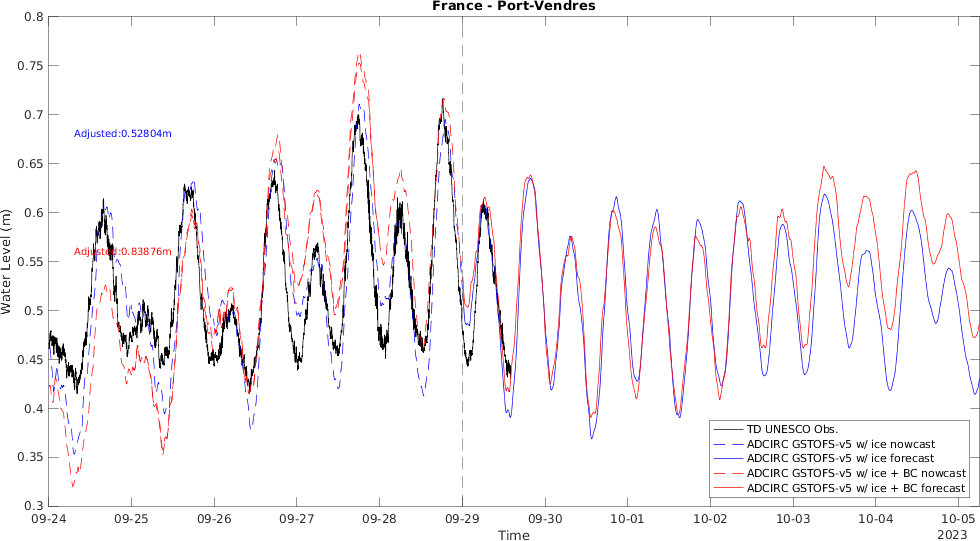 France - Port-Vendres
0.8
0.75
0.7
0.65
0.6
0.55
0.5
0.45
0.4
0.35
0.3
Water Level (m)
Adjusted:0.52804m
Adjusted:0.83876m
TD UNESCO Obs.
ADCIRC GSTOFS-v5 w/ ice nowcast
ADCIRC GSTOFS-v5 w/ ice forecast
ADCIRC GSTOFS-v5 w/ ice + BC nowcast
ADCIRC GSTOFS-v5 w/ ice + BC forecast
09-24 09-25 09-26 09-27 09-28 09-29 09-30 10-01 10-02 10-03 10-04 10-05
Time
2023